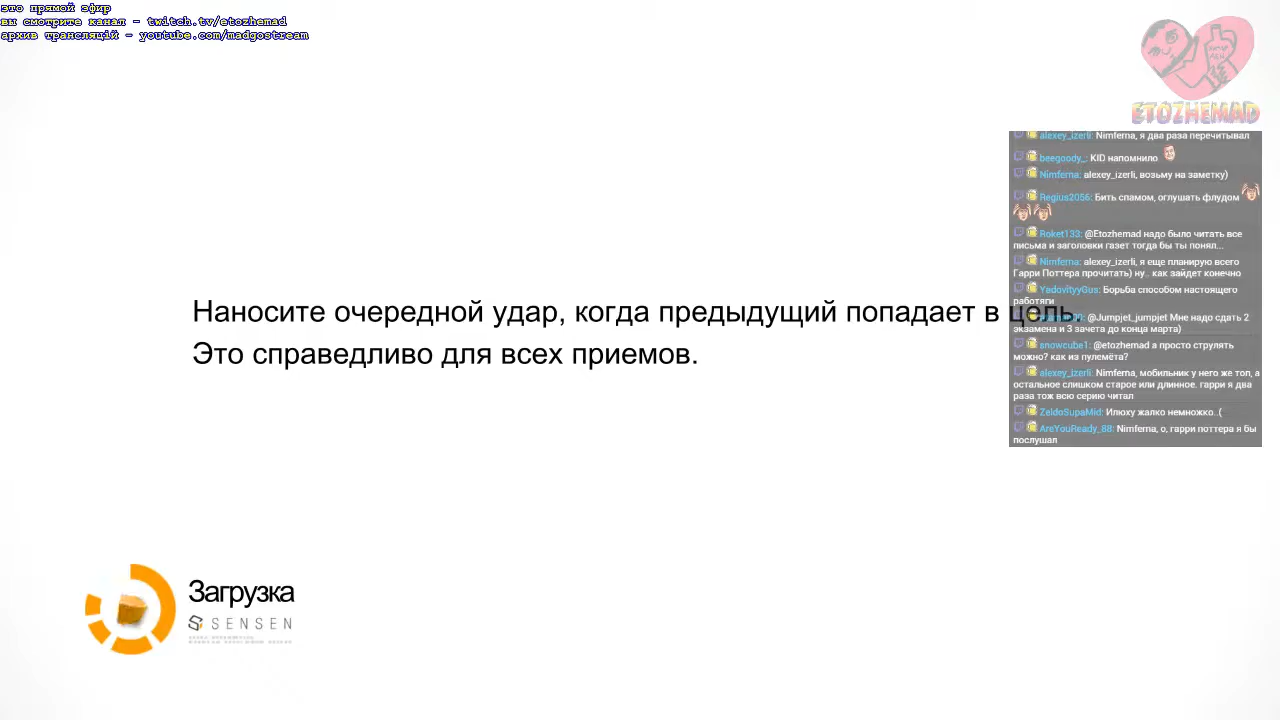 это прямой эфир
вы смотрите канал - twitch.tv/etozhemad
архив трансляцій - youtube.com/madgostream
ETOZHEMAD
alexey_izerli: Nimferna, я два раза перечитывал
beegoody_: KID напомнило
Nimferna: alexey_izerli, возьму на заметку)
Regius2056: Бить спамом, оглушать флудом
Roket133: @Etozhemad надо было читать все
письма и заголовки газет тогда бы ты понял...
Nimferna: alexey_izerli, я еще планирую всего
Гарри Поттера прочитать) ну.. как зайдет конечно
YadovityyGus: Борьба способом настоящего
работяги
@Jumpjet_jumpjet Мне надо сдать 2
экзамена и 3 зачета до конца марта)
snowcube1: @etozhemad а просто струлять
можно? как из пулемёта?
alexey_izerli: Nimferna, мобильник у него же топ, а
остальное слишком старое или длинное. гарри я два
раза тож всю серию читал
ZeldoSupaMid: Илюху жалко немножко..(
AreYouReady_88: Nimferna, о, гарри поттера я бы
послушал
Наносите очередной удар, когда предыдущий попадает в цель.
Это справедливо для всех приемов.
Загрузка
SENSEN